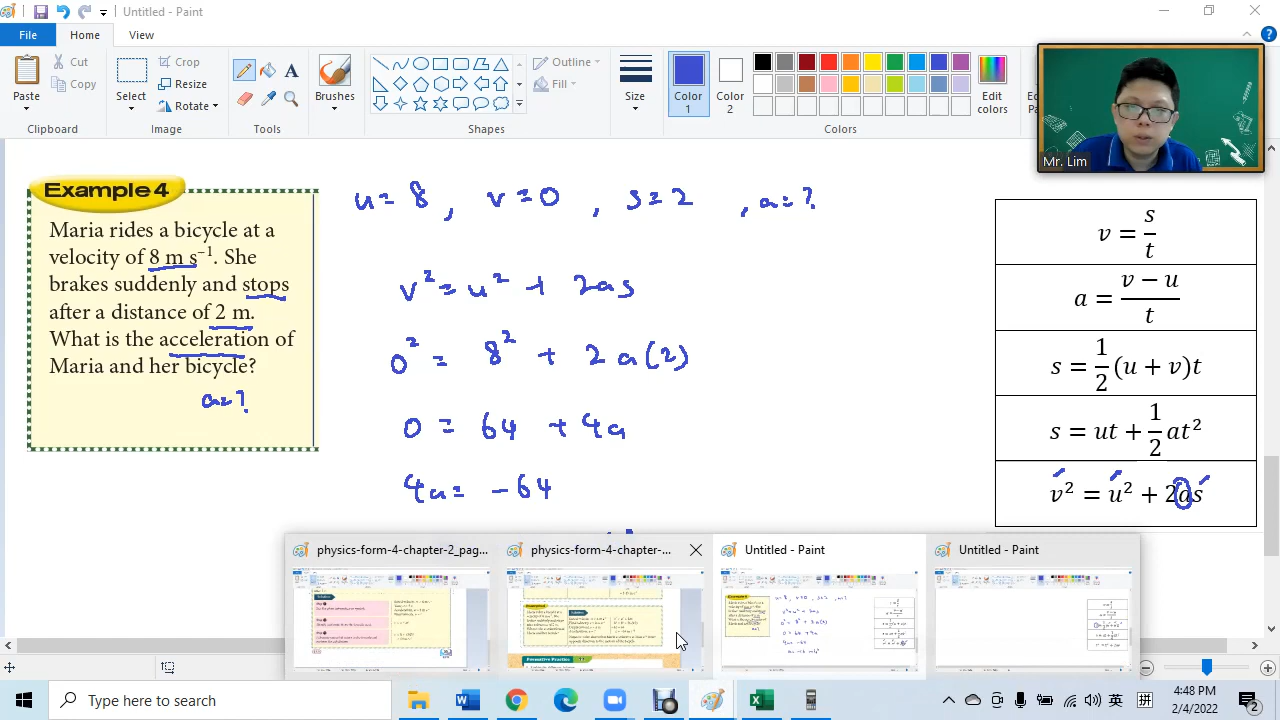 Untitled - Paint
File Home View
Paste
Cut
Copy
Clipboard
Select
Crop
Resize
Rotate
Image
A
Tools
Brushes
Shapes
Outline
Fill
Size
Color 1
Color 2
Edit colors
Colors
Mr. Lim
Example 4
Maria rides a bicycle at a
velocity of 8 m s⁻¹. She
brakes suddenly and stops
after a distance of 2 m.
What is the acceleration of
Maria and her bicycle?
a=?
u=8, v=0, s=2, a=?
v²=u²+2as
0²=8²+2a(2)
0=64+4a
4a=-64
v = s/t
a = (v − u)/t
s = 1/2 (u + v)t
s = ut + 1/2 at²
v² = u² + 2as
physics-form-4-chapter-2_pag...
physics-form-4-chapter-...
Untitled - Paint
Untitled - Paint
Type here to search
英
拼
4:48 PM
2/4/2022
2